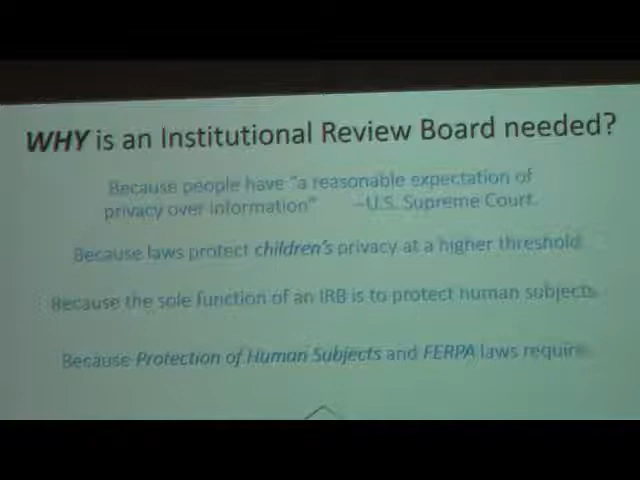 WHY is an Institutional Review Board needed?
Because people have "a reasonable expectation of
privacy over information" –U.S. Supreme Court.
Because laws protect children's privacy at a higher threshold.
Because the sole function of an IRB is to protect human subjects.
Because Protection of Human Subjects and FERPA laws require.